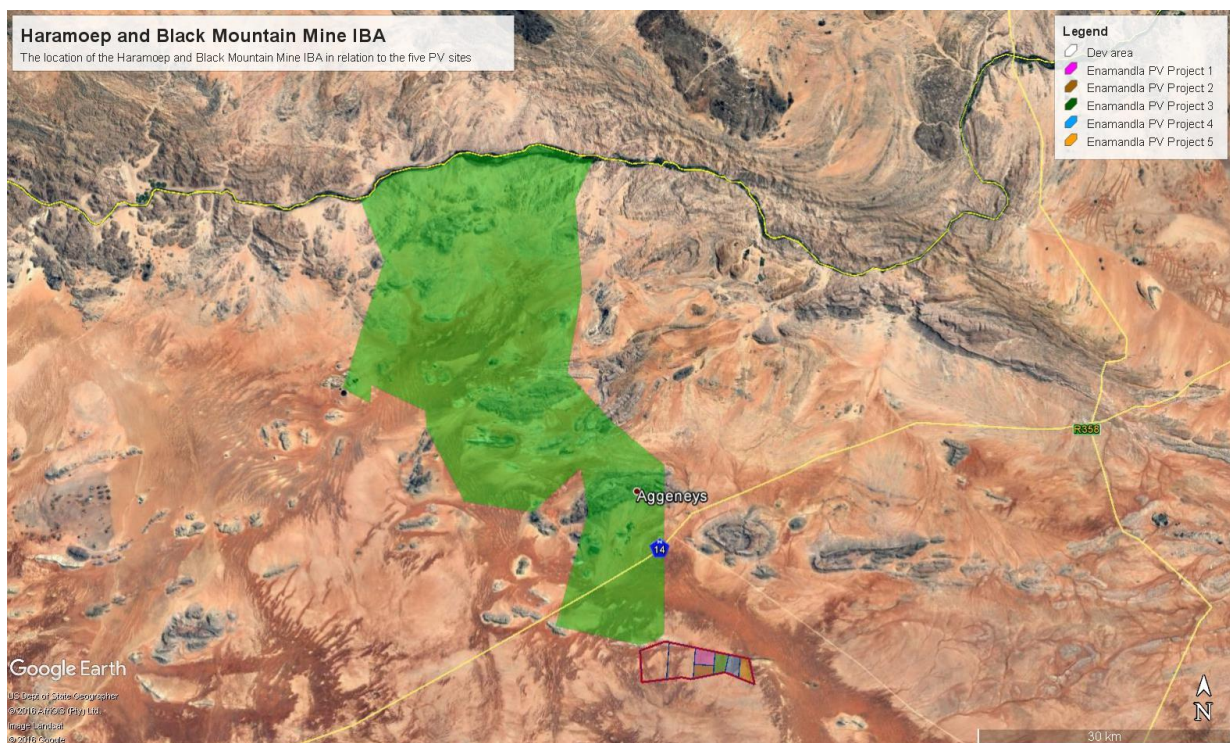 Haramoep and Black Mountain Mine IBA
The location of the Haramoep and Black Mountain Mine IBA in relation to the five PV sites
Legend
Dev area
Enamandla PV Project 1
Enamandla PV Project 2
Enamandla PV Project 3
Enamandla PV Project 4
Enamandla PV Project 5
R358
Aggeneys
N
14
Google Earth
US Dept of State Geographer
© 2016 AfriGIS (Pty) Ltd.
Image Landsat
© 2016 Google
N
30 km